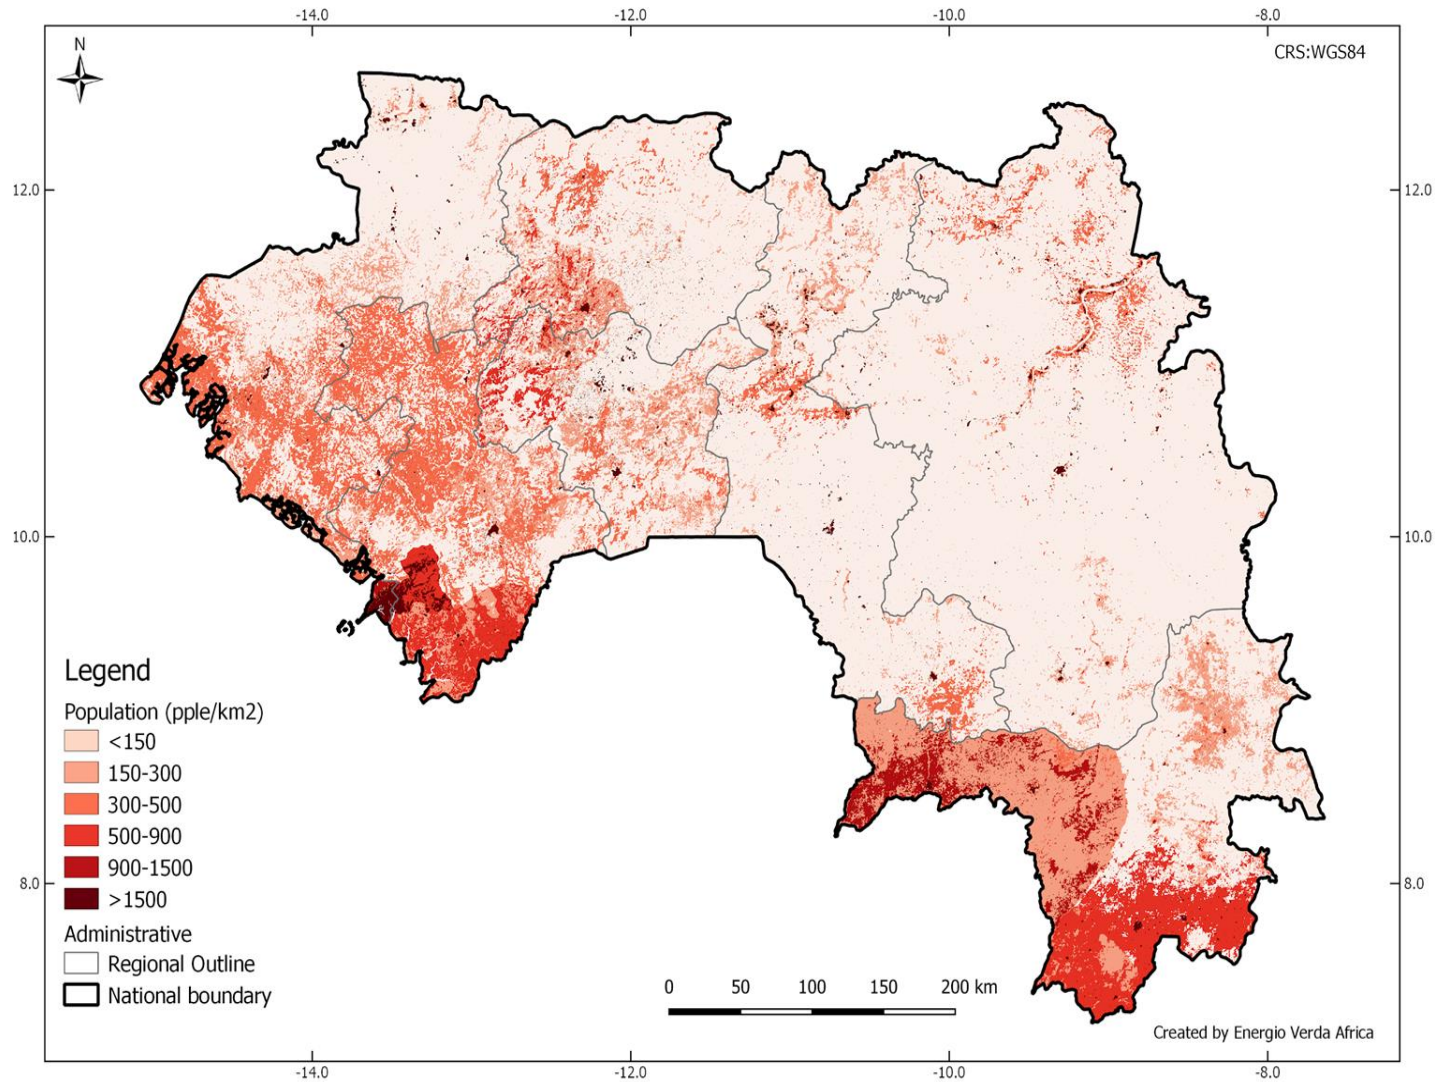 -14.0 -12.0 -10.0 -8.0
N
CRS:WGS84
12.0 12.0
10.0 10.0
Legend
Population (pple/km2)
<150
150-300
300-500
500-900
900-1500
>1500
8.0 8.0
Administrative
Regional Outline
National boundary
0 50 100 150 200 km
Created by Energio Verda Africa
-14.0 -12.0 -10.0 -8.0